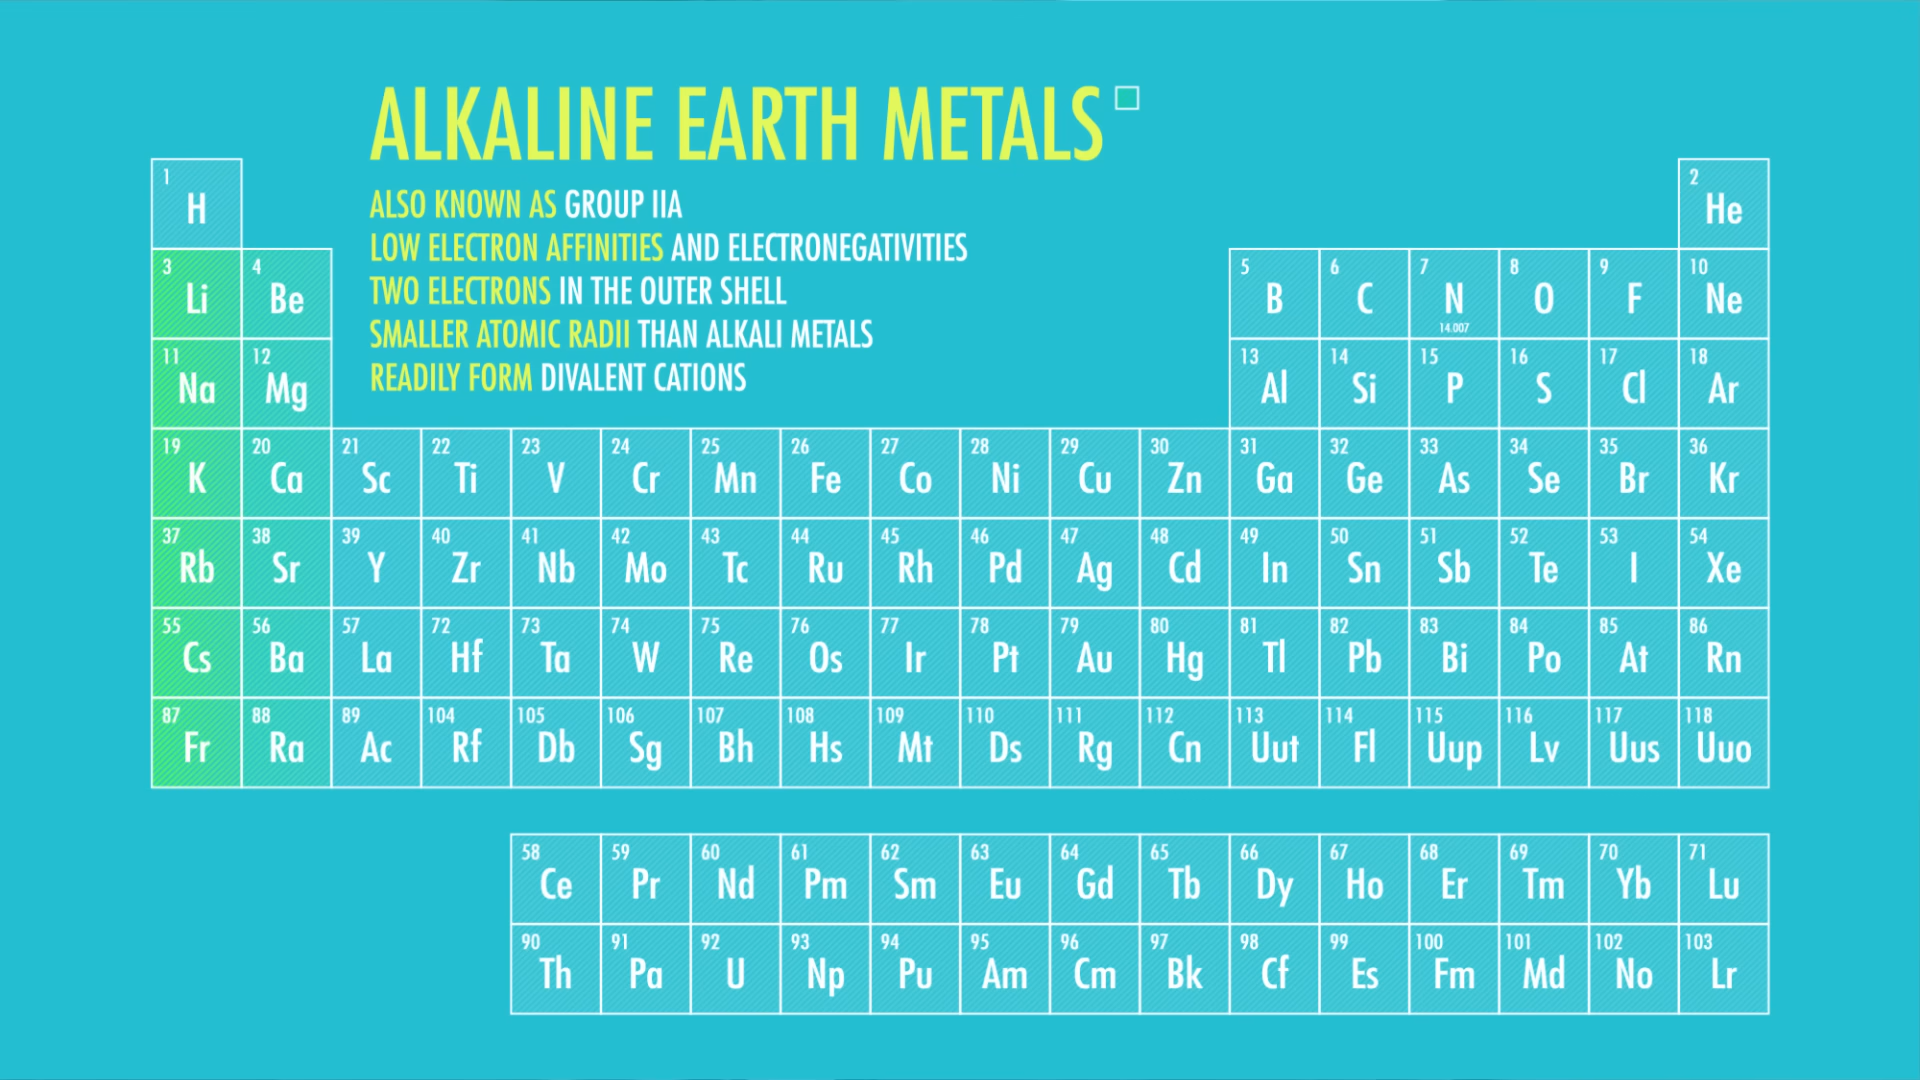 ALKALINE EARTH METALS
ALSO KNOWN AS GROUP IIA
LOW ELECTRON AFFINITIES AND ELECTRONEGATIVITIES
TWO ELECTRONS IN THE OUTER SHELL
SMALLER ATOMIC RADII THAN ALKALI METALS
READILY FORM DIVALENT CATIONS
1 2
H He
3 4 5 6 7 8 9 10
Li Be B C N O F Ne
14.007
11 12 13 14 15 16 17 18
Na Mg Al Si P S Cl Ar
19 20 21 22 23 24 25 26 27 28 29 30 31 32 33 34 35 36
K Ca Sc Ti V Cr Mn Fe Co Ni Cu Zn Ga Ge As Se Br Kr
37 38 39 40 41 42 43 44 45 46 47 48 49 50 51 52 53 54
Rb Sr Y Zr Nb Mo Tc Ru Rh Pd Ag Cd In Sn Sb Te I Xe
55 56 57 72 73 74 75 76 77 78 79 80 81 82 83 84 85 86
Cs Ba La Hf Ta W Re Os Ir Pt Au Hg Tl Pb Bi Po At Rn
87 88 89 104 105 106 107 108 109 110 111 112 113 114 115 116 117 118
Fr Ra Ac Rf Db Sg Bh Hs Mt Ds Rg Cn Uut Fl Uup Lv Uus Uuo
58 59 60 61 62 63 64 65 66 67 68 69 70 71
Ce Pr Nd Pm Sm Eu Gd Tb Dy Ho Er Tm Yb Lu
90 91 92 93 94 95 96 97 98 99 100 101 102 103
Th Pa U Np Pu Am Cm Bk Cf Es Fm Md No Lr